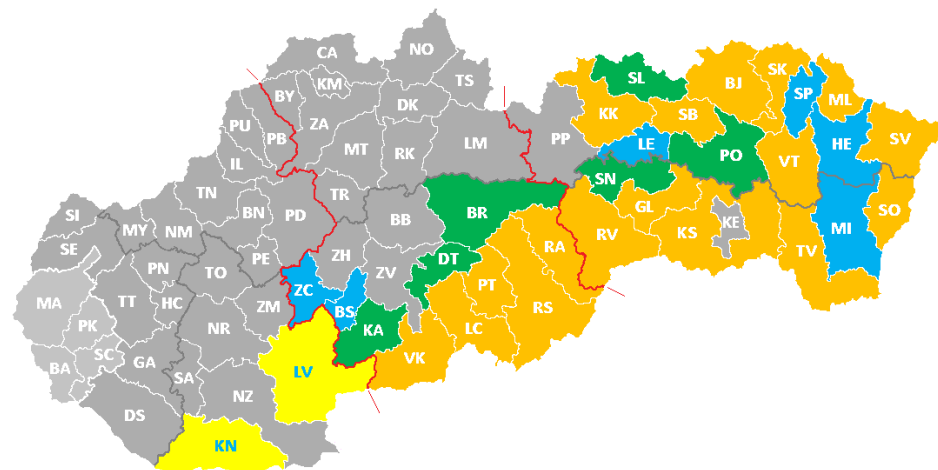 NO
CA
TS
KM
BY
DK
PU
PB
ZA
MT
RK
LM
PP
IL
TN
TR
BN
PD
BB
SI
MY
NM
SE
PE
ZH
ZV
PN
TO
ZC
BS
MA
TT
HC
ZM
PK
NR
KA
SC
BA
GA
SA
LV
DS
NZ
KN
SL
BJ
SK
SP
ML
KK
SB
LE
PO
HE
SV
VT
SN
BR
GL
SO
RV
KS
KE
MI
TV
RA
DT
PT
RS
LC
VK